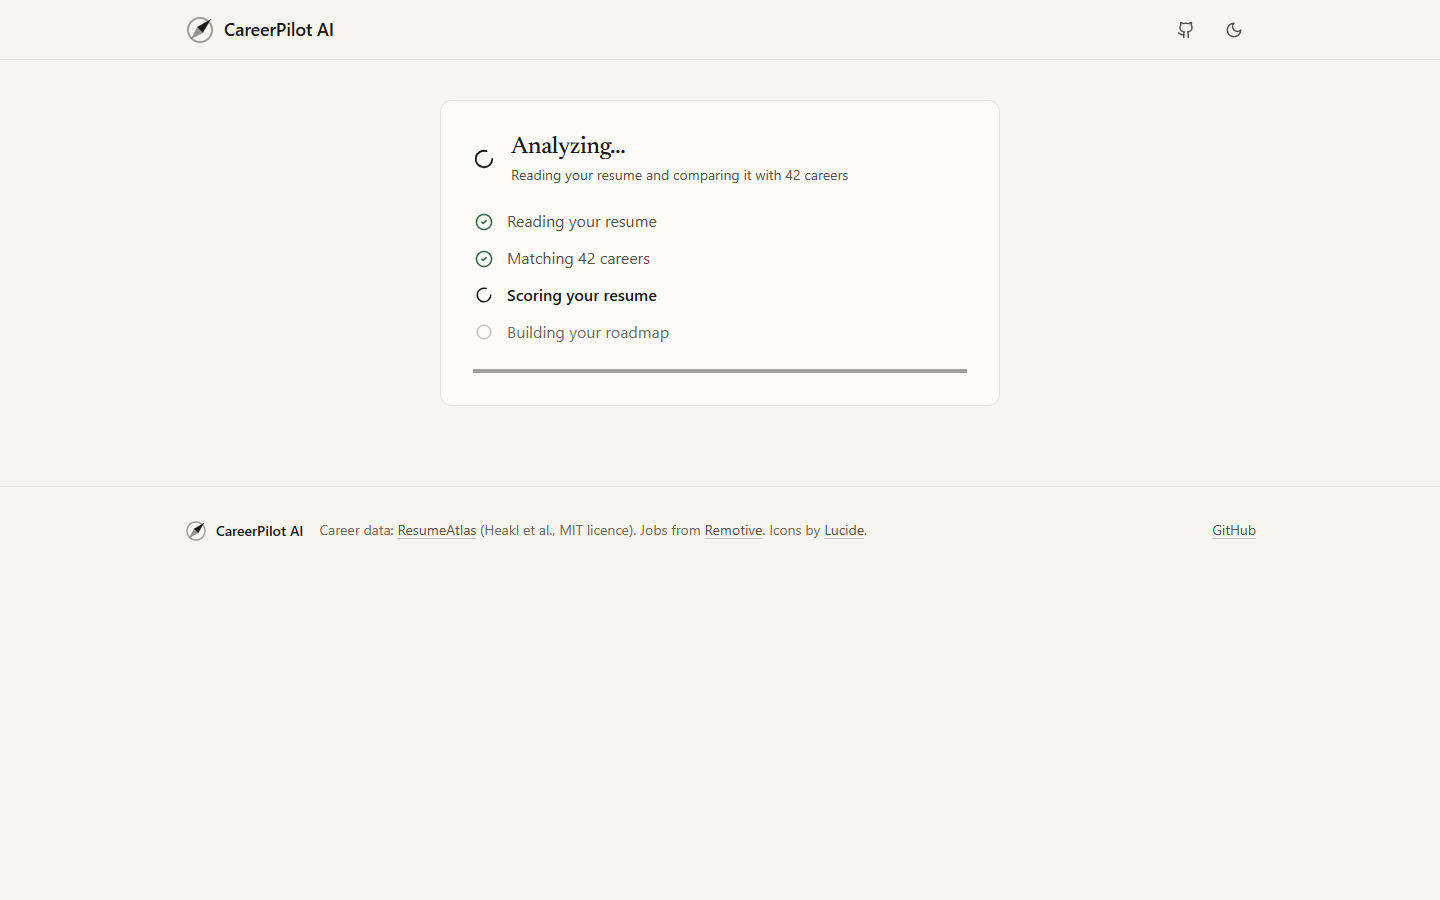 CareerPilot AI
Analyzing...
Reading your resume and comparing it with 42 careers
Reading your resume
Matching 42 careers
Scoring your resume
Building your roadmap
CareerPilot AI Career data: ResumeAtlas (Heakl et al., MIT licence). Jobs from Remotive. Icons by Lucide. GitHub